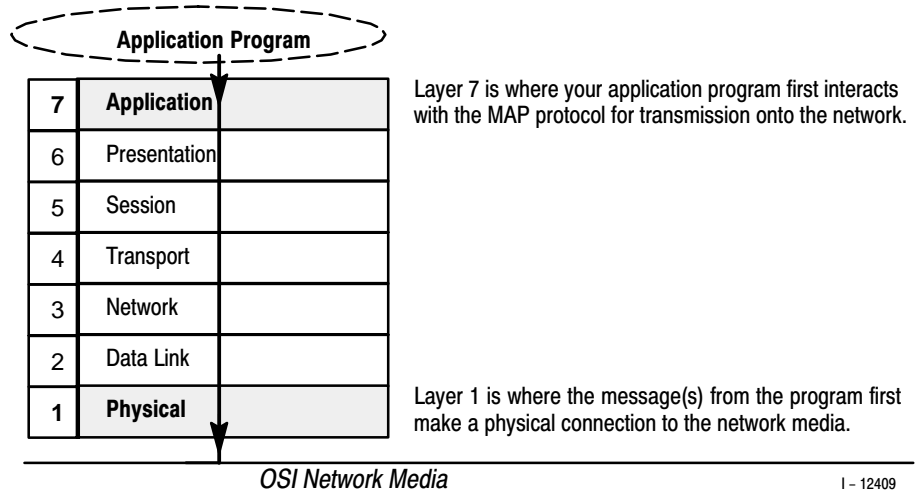 Application Program
7 Application
Layer 7 is where your application program first interacts
with the MAP protocol for transmission onto the network.
6 Presentation
5 Session
4 Transport
3 Network
2 Data Link
1 Physical
Layer 1 is where the message(s) from the program first
make a physical connection to the network media.
OSI Network Media
I – 12409